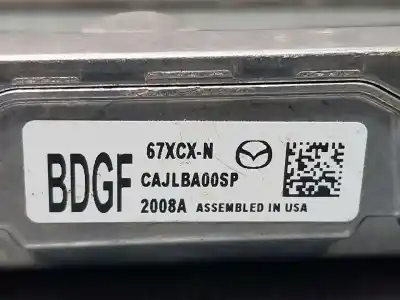 BDGF
67XCX-N
CAJLBA00SP
2008A ASSEMBLED IN USA